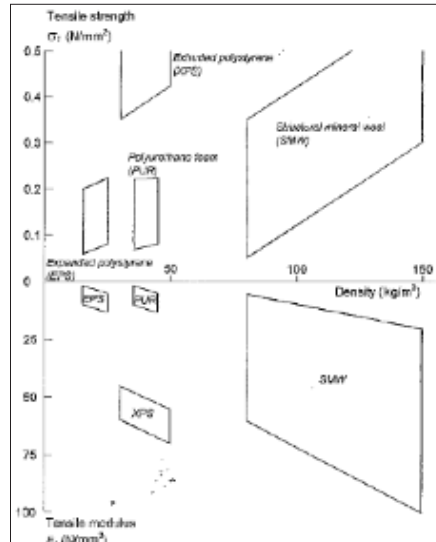 Tensile strength
σt (N/mm²)
0.5
Extruded polystyrene
(XPS)
0.4
Structural mineral wool
(SMW)
0.3
Polyurethane foam
(PUR)
0.2
0.1
Expanded polystyrene
(EPS)
0
50
100
150
Density (kg/m³)
EPS
PUR
25
SMW
50
XPS
75
100
Tensile modulus
(N/mm²)